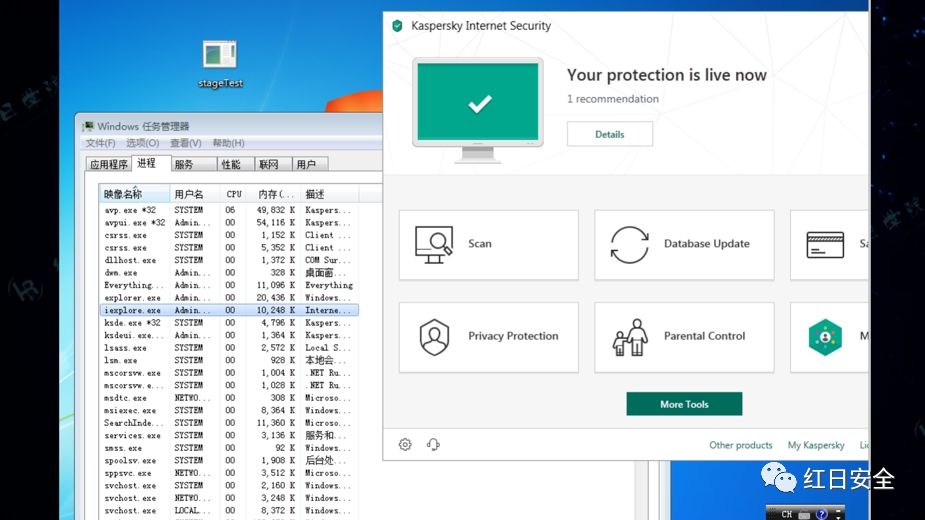 stageTest
Windows 任务管理器
文件(F) 选项(O) 查看(V) 帮助(H)
应用程序 进程 服务 性能 联网 用户
映像名称 用户名 CPU 内存(... 描述
avp.exe *32 SYSTEM 06 49,832 K Kaspers...
avpui.exe *32 Admin... 00 54,116 K Kaspers...
csrss.exe SYSTEM 00 1,152 K Client ...
csrss.exe SYSTEM 00 5,352 K Client ...
dllhost.exe SYSTEM 00 1,372 K COM Sur...
dwm.exe Admin... 00 328 K 桌面窗...
Everything... Admin... 00 11,096 K Everything
explorer.exe Admin... 00 20,436 K Windows...
iexplore.exe Admin... 00 10,248 K Interne...
ksde.exe *32 SYSTEM 00 4,796 K Kaspers...
ksdeui.exe... Admin... 00 1,364 K Kaspers...
lsass.exe SYSTEM 00 2,572 K Local S...
lsm.exe SYSTEM 00 928 K 本地会...
mscorsvw.exe SYSTEM 00 1,004 K .NET Ru...
mscorsvw.e... SYSTEM 00 1,028 K .NET Ru...
msdtc.exe NETWO... 00 308 K Microso...
msiexec.exe SYSTEM 00 8,364 K Windows...
SearchInde... SYSTEM 00 11,360 K Microso...
services.exe SYSTEM 00 3,136 K 服务和...
smss.exe SYSTEM 00 92 K Windows...
spoolsv.exe SYSTEM 00 1,908 K 后台处...
sppsvc.exe NETWO... 00 3,512 K Microso...
svchost.exe SYSTEM 00 2,160 K Windows...
svchost.exe NETWO... 00 3,248 K Windows...
svchost.exe LOCAL... 00 8,372 K Windows...
Kaspersky Internet Security
Your protection is live now
1 recommendation
Details
Scan
Database Update
Sa
Privacy Protection
Parental Control
M
More Tools
Other products My Kaspersky Lic
红日安全
CH